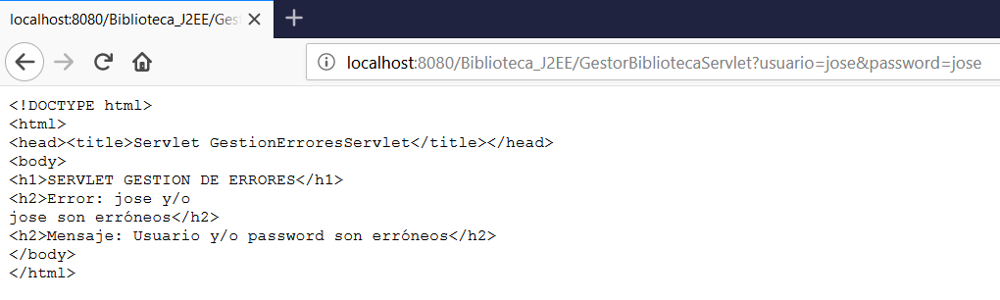 localhost:8080/Biblioteca_J2EE/Gest
localhost:8080/Biblioteca_J2EE/GestorBibliotecaServlet?usuario=jose&password=jose
<!DOCTYPE html>
<html>
<head><title>Servlet GestionErroresServlet</title></head>
<body>
<h1>SERVLET GESTION DE ERRORES</h1>
<h2>Error: jose y/o
jose son erróneos</h2>
<h2>Mensaje: Usuario y/o password son erróneos</h2>
</body>
</html>